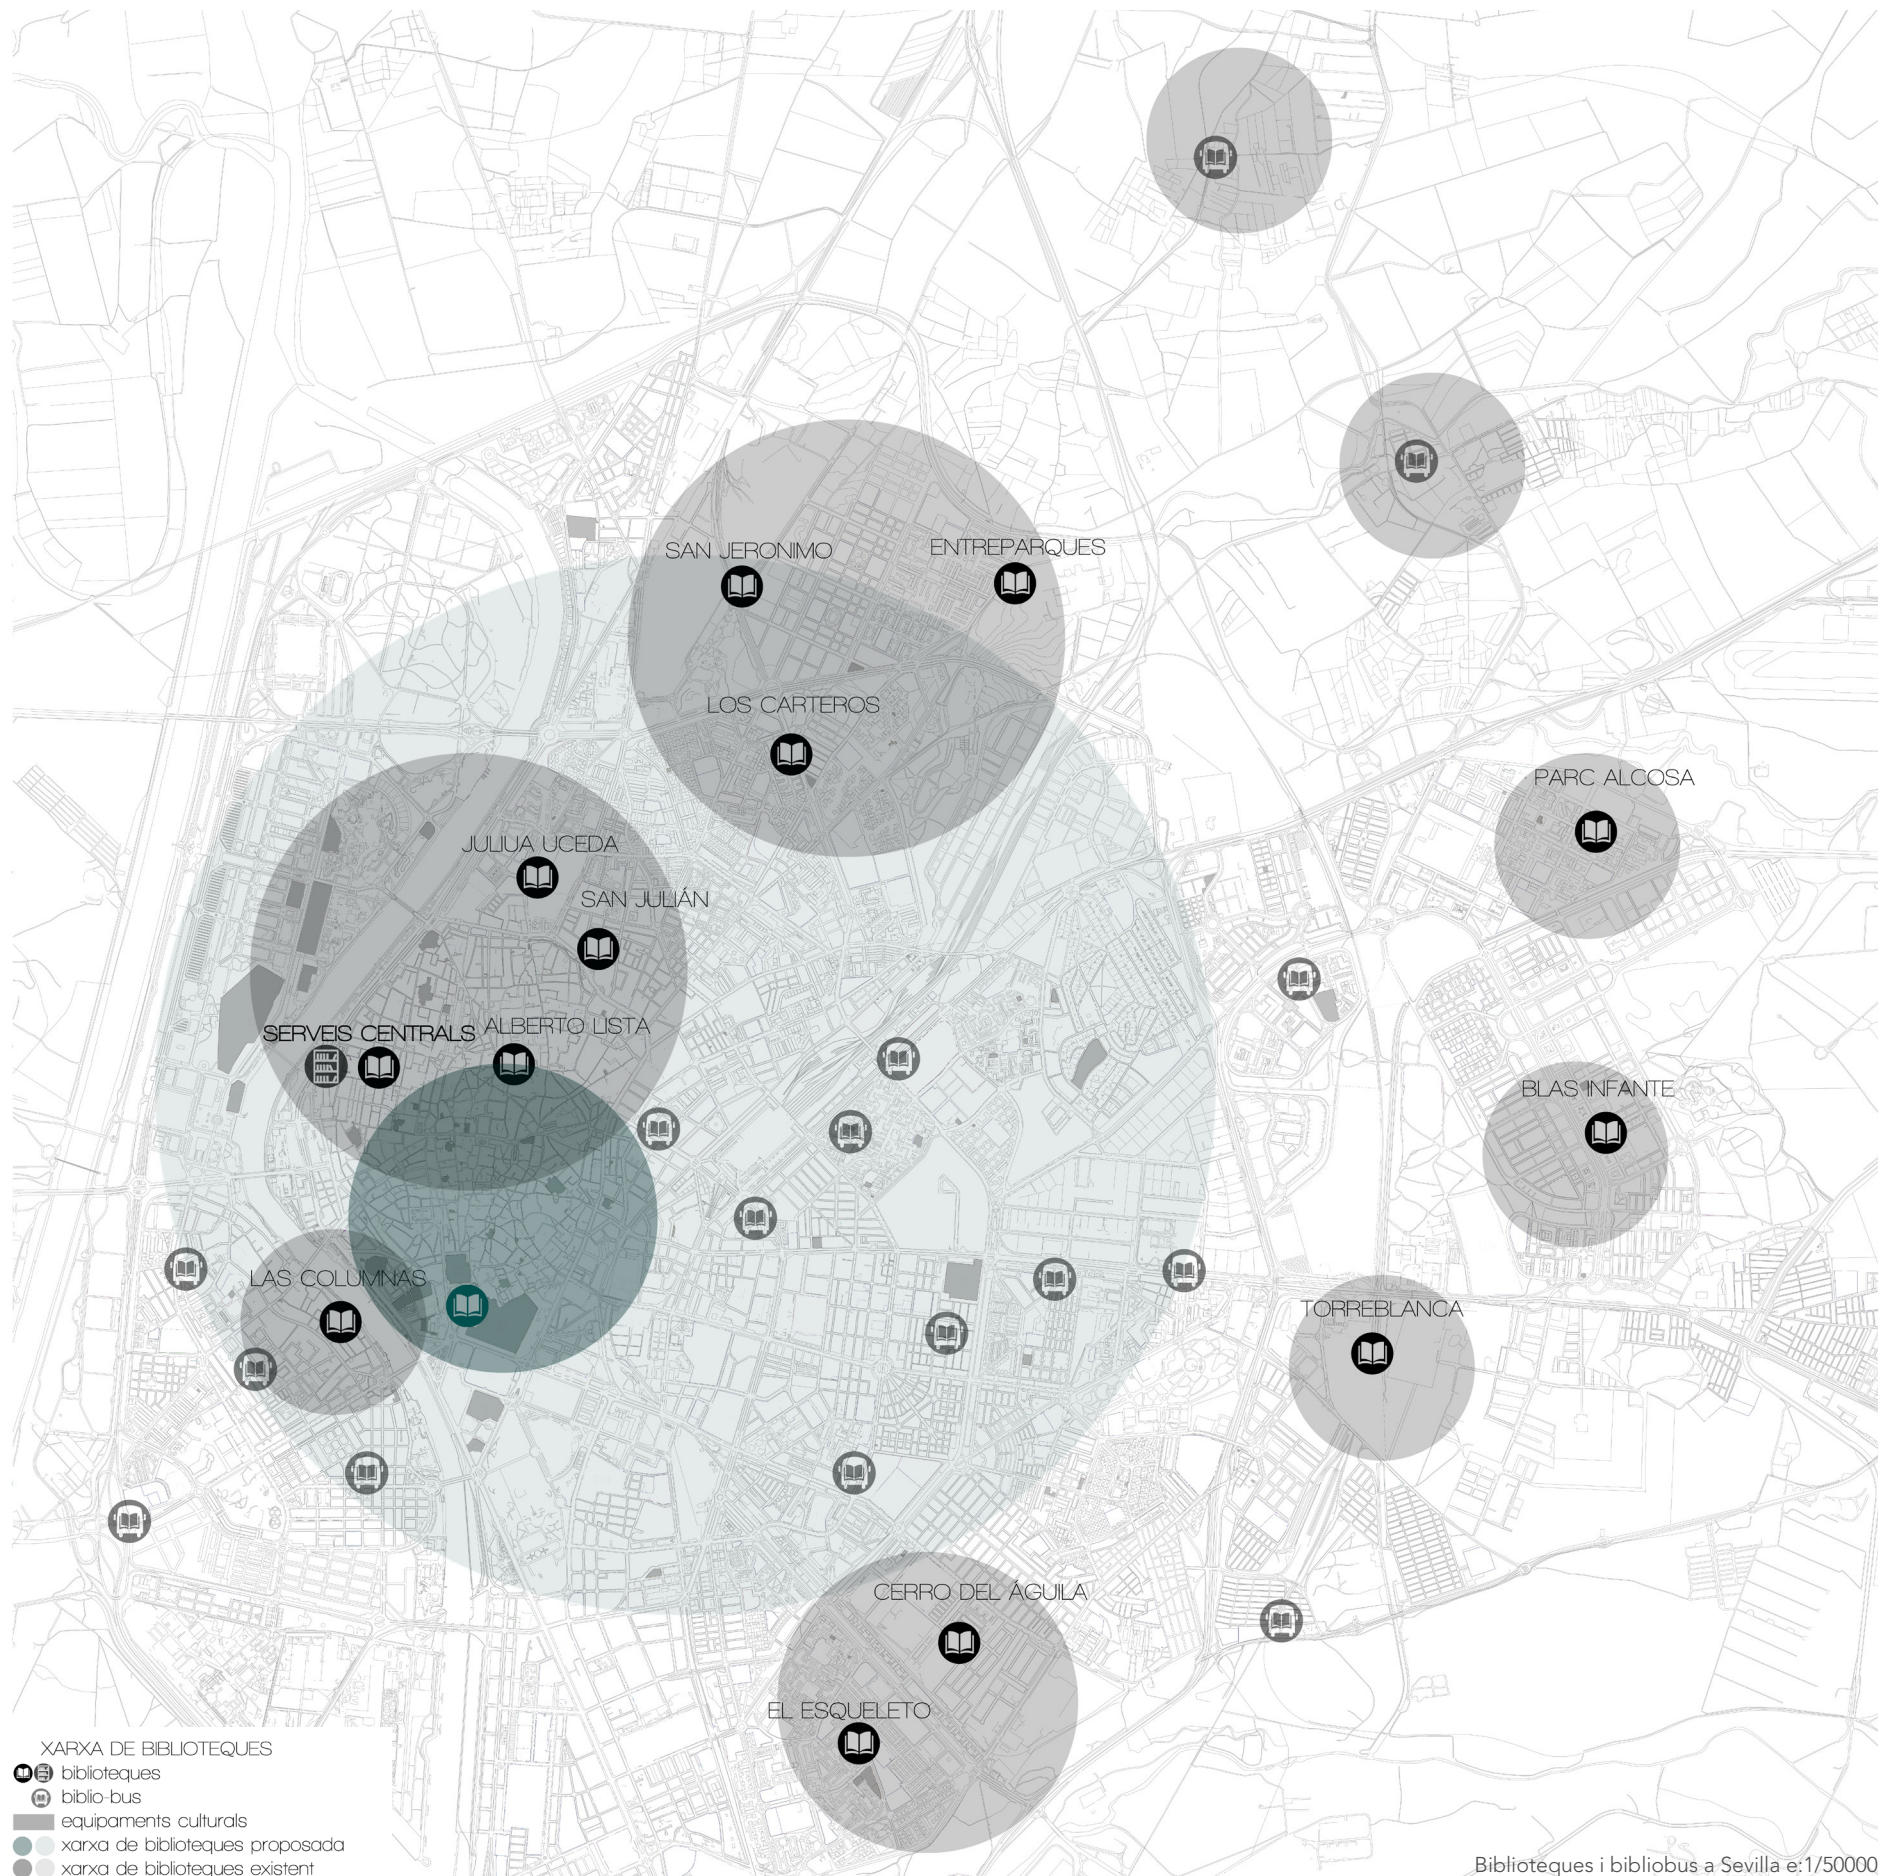 SAN JERONIMO
ENTREPARQUES
LOS CARTEROS
PARC ALCOSA
JULIUA UCEDA
SAN JULIÁN
SERVEIS CENTRALS
ALBERTO LISTA
BLAS INFANTE
LAS COLUMNAS
TORREBLANCA
CERRO DEL ÁGUILA
EL ESQUELETO
XARXA DE BIBLIOTEQUES
biblioteques
biblio-bus
equipaments culturals
xarxa de biblioteques proposada
xarxa de biblioteques existent
Biblioteques i bibliobus a Sevilla e:1/50000